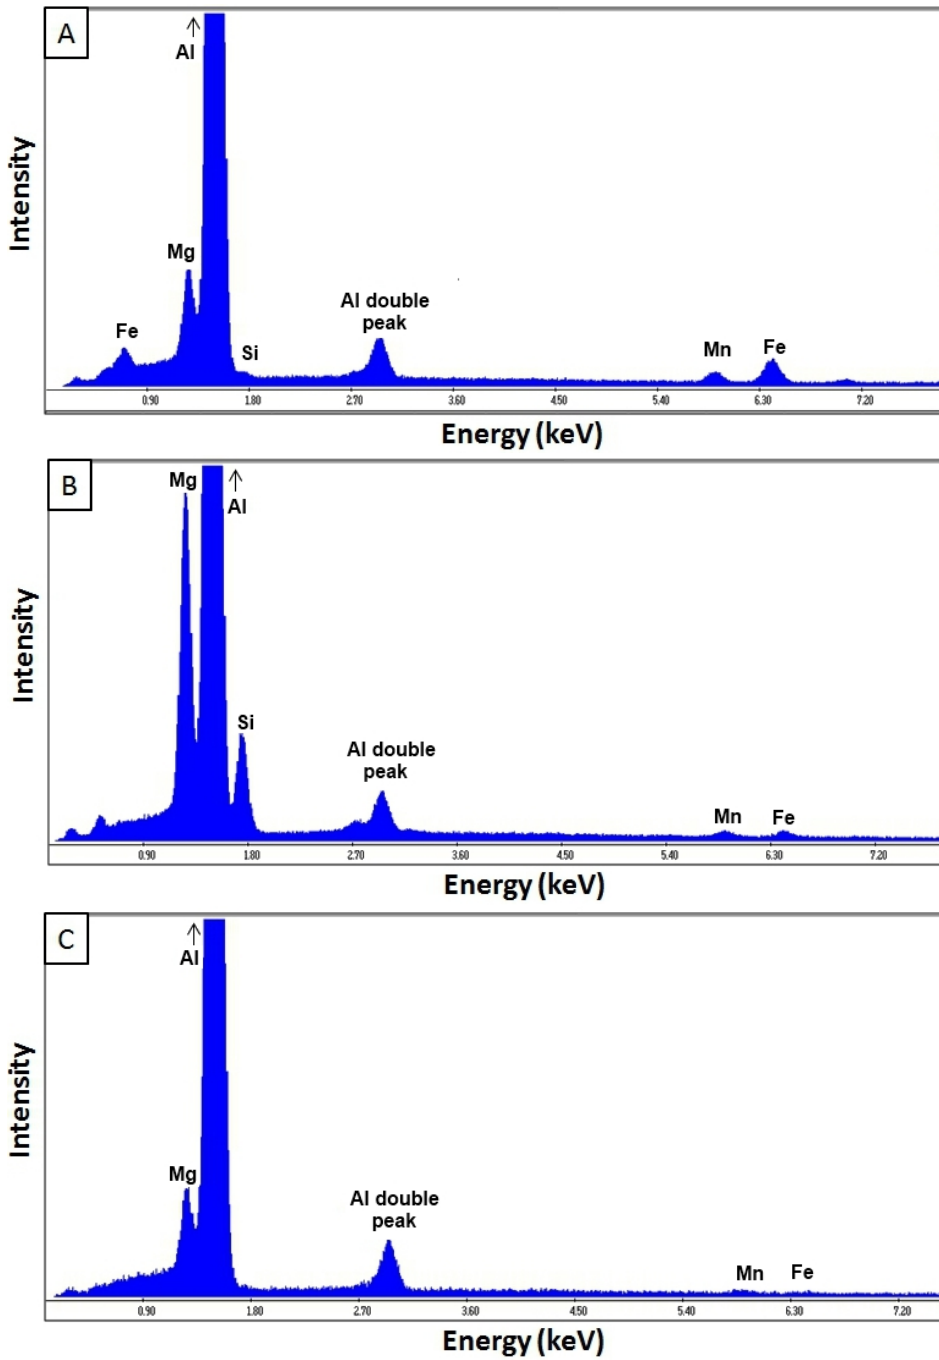 A
↑
Al
Mg
Fe
Si
Al double
peak
Mn
Fe
Intensity
0.90 1.80 2.70 3.60 4.50 5.40 6.30 7.20
Energy (keV)
B
Mg
↑
Al
Si
Al double
peak
Mn
Fe
Intensity
0.90 1.80 2.70 3.60 4.50 5.40 6.30 7.20
Energy (keV)
C
↑
Al
Mg
Al double
peak
Mn
Fe
Intensity
0.90 1.80 2.70 3.60 4.50 5.40 6.30 7.20
Energy (keV)